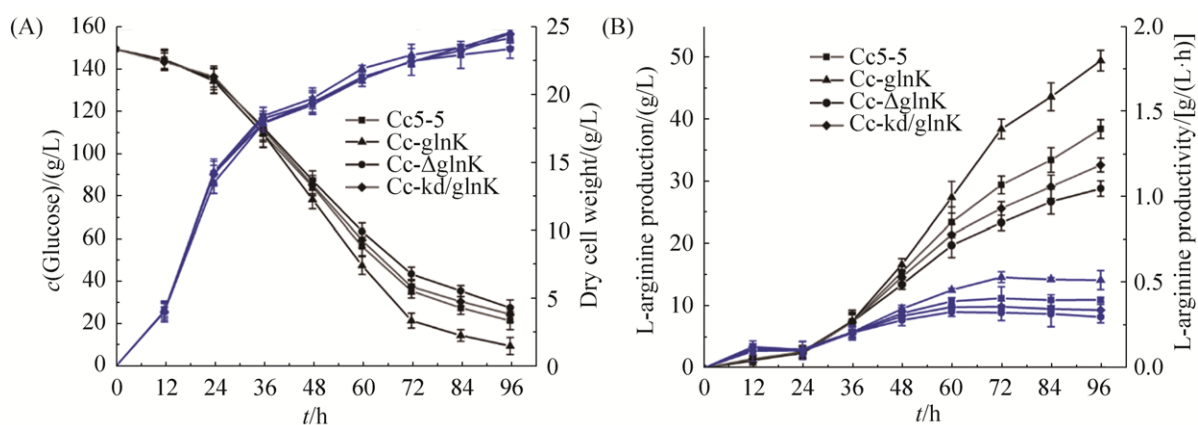 (A)
160
140
120
100
80
60
40
20
0
c(Glucose)/(g/L)
25
20
15
10
5
0
Dry cell weight/(g/L)
Cc5-5
Cc-glnK
Cc-ΔglnK
Cc-kd/glnK
0 12 24 36 48 60 72 84 96
t/h
(B)
50
40
30
20
10
0
L-arginine production/(g/L)
2.0
1.5
1.0
0.5
0.0
L-arginine productivity/[g/(L·h)]
Cc5-5
Cc-glnK
Cc-ΔglnK
Cc-kd/glnK
0 12 24 36 48 60 72 84 96
t/h